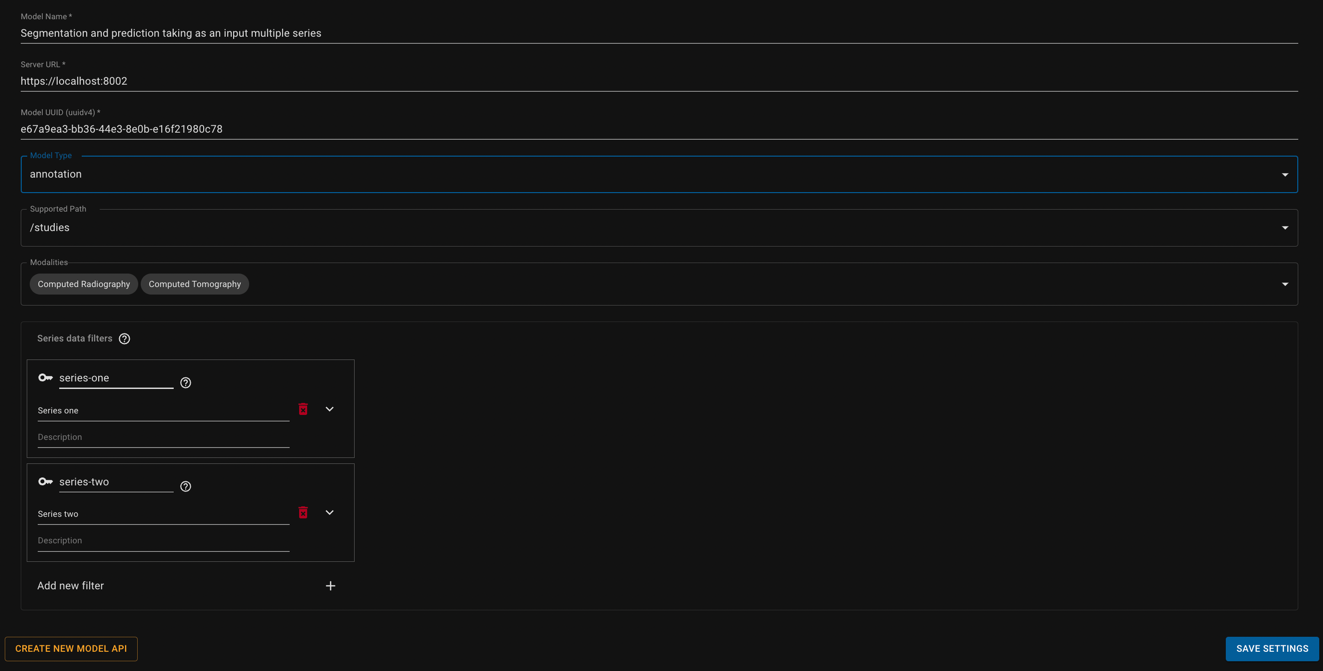 Model Name *
Segmentation and prediction taking as an input multiple series
Server URL *
https://localhost:8002
Model UUID (uuidv4) *
e67a9ea3-bb36-44e3-8e0b-e16f21980c78
Model Type
annotation
Supported Path
/studies
Modalities
Computed Radiography Computed Tomography
Series data filters ?
series-one ?
Series one
Description
series-two ?
Series two
Description
Add new filter +
CREATE NEW MODEL API SAVE SETTINGS